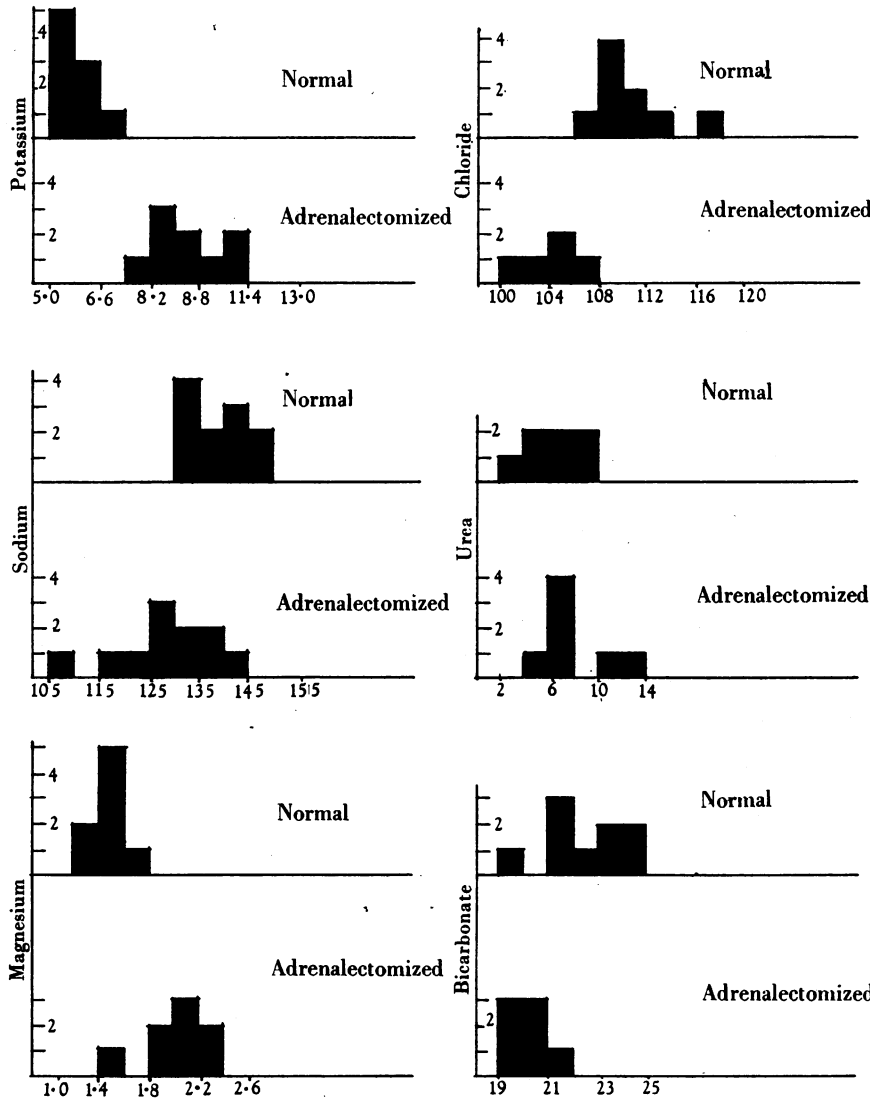 Potassium
4
2
Normal
4
2
Adrenalectomized
5·0 6·6 8·2 8·8 11·4 13·0
Chloride
4
2
Normal
4
2
Adrenalectomized
100 104 108 112 116 120
Sodium
4
2
Normal
4
2
Adrenalectomized
105 115 125 135 145 155
Urea
2
Normal
4
2
Adrenalectomized
2 6 10 14
Magnesium
4
2
Normal
2
Adrenalectomized
1·0 1·4 1·8 2·2 2·6
Bicarbonate
2
Normal
2
Adrenalectomized
19 21 23 25